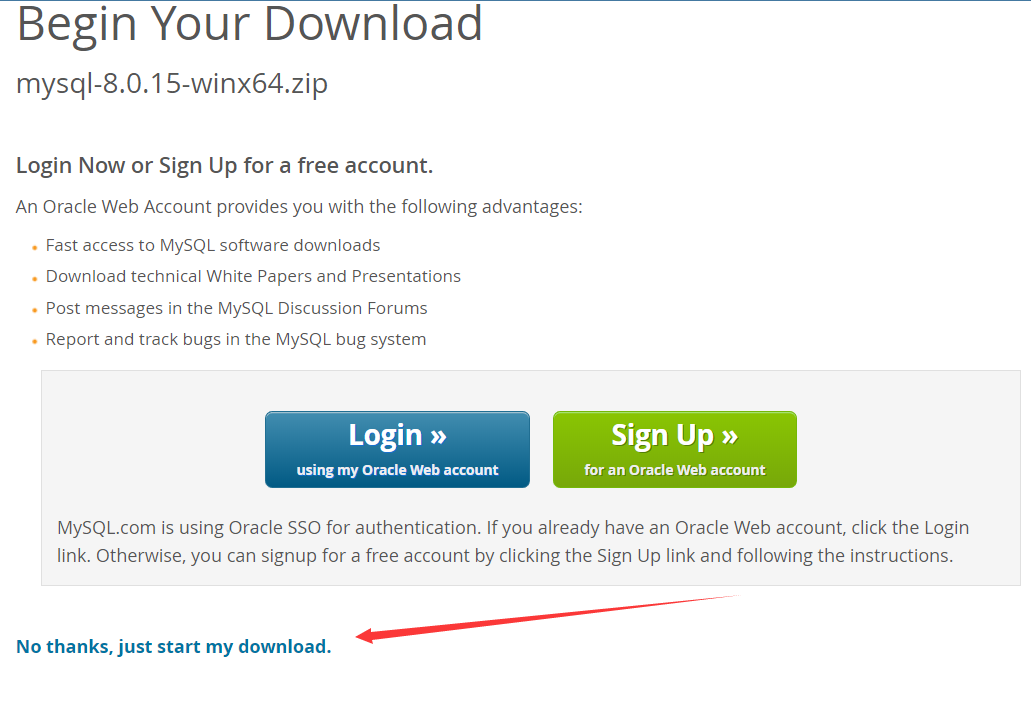 Begin Your Download
mysql-8.0.15-winx64.zip
Login Now or Sign Up for a free account.
An Oracle Web Account provides you with the following advantages:
Fast access to MySQL software downloads
Download technical White Papers and Presentations
Post messages in the MySQL Discussion Forums
Report and track bugs in the MySQL bug system
Login »
using my Oracle Web account
Sign Up »
for an Oracle Web account
MySQL.com is using Oracle SSO for authentication. If you already have an Oracle Web account, click the Login
link. Otherwise, you can signup for a free account by clicking the Sign Up link and following the instructions.
No thanks, just start my download.